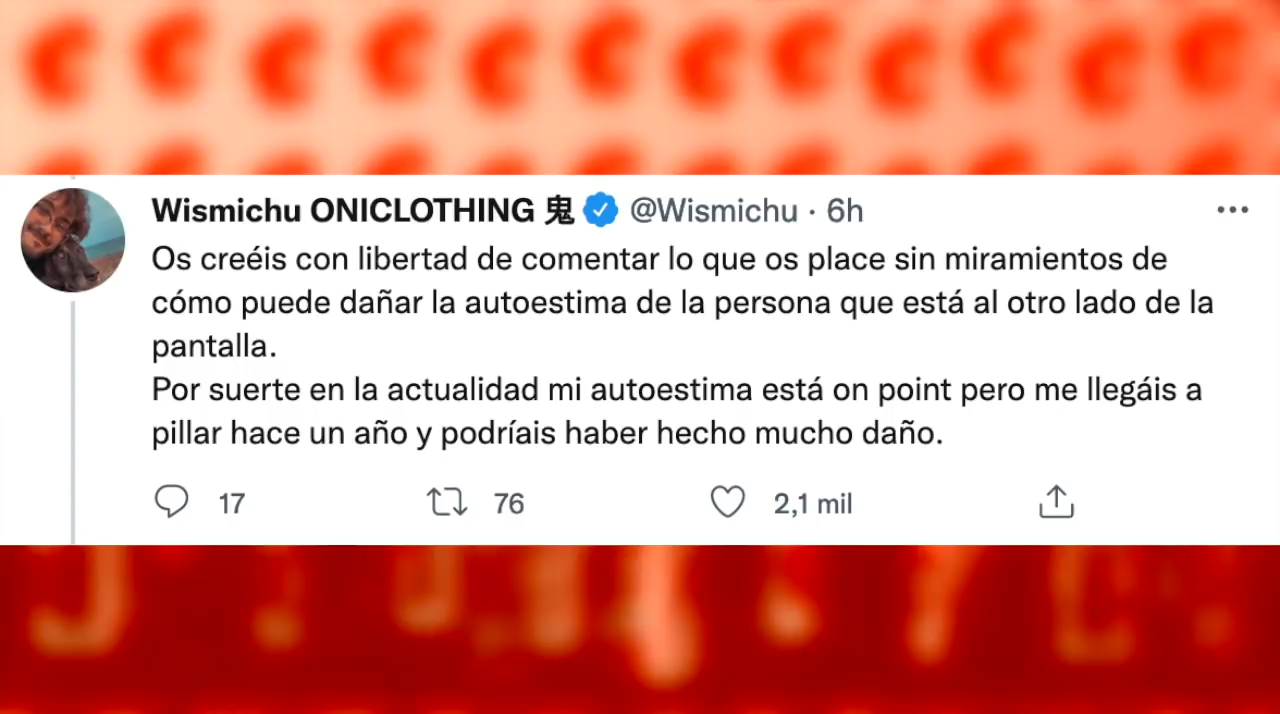 Wismichu ONICLOTHING 鬼 @Wismichu · 6h
Os creéis con libertad de comentar lo que os place sin miramientos de
cómo puede dañar la autoestima de la persona que está al otro lado de la
pantalla.
Por suerte en la actualidad mi autoestima está on point pero me llegáis a
pillar hace un año y podríais haber hecho mucho daño.
17 76 2,1 mil